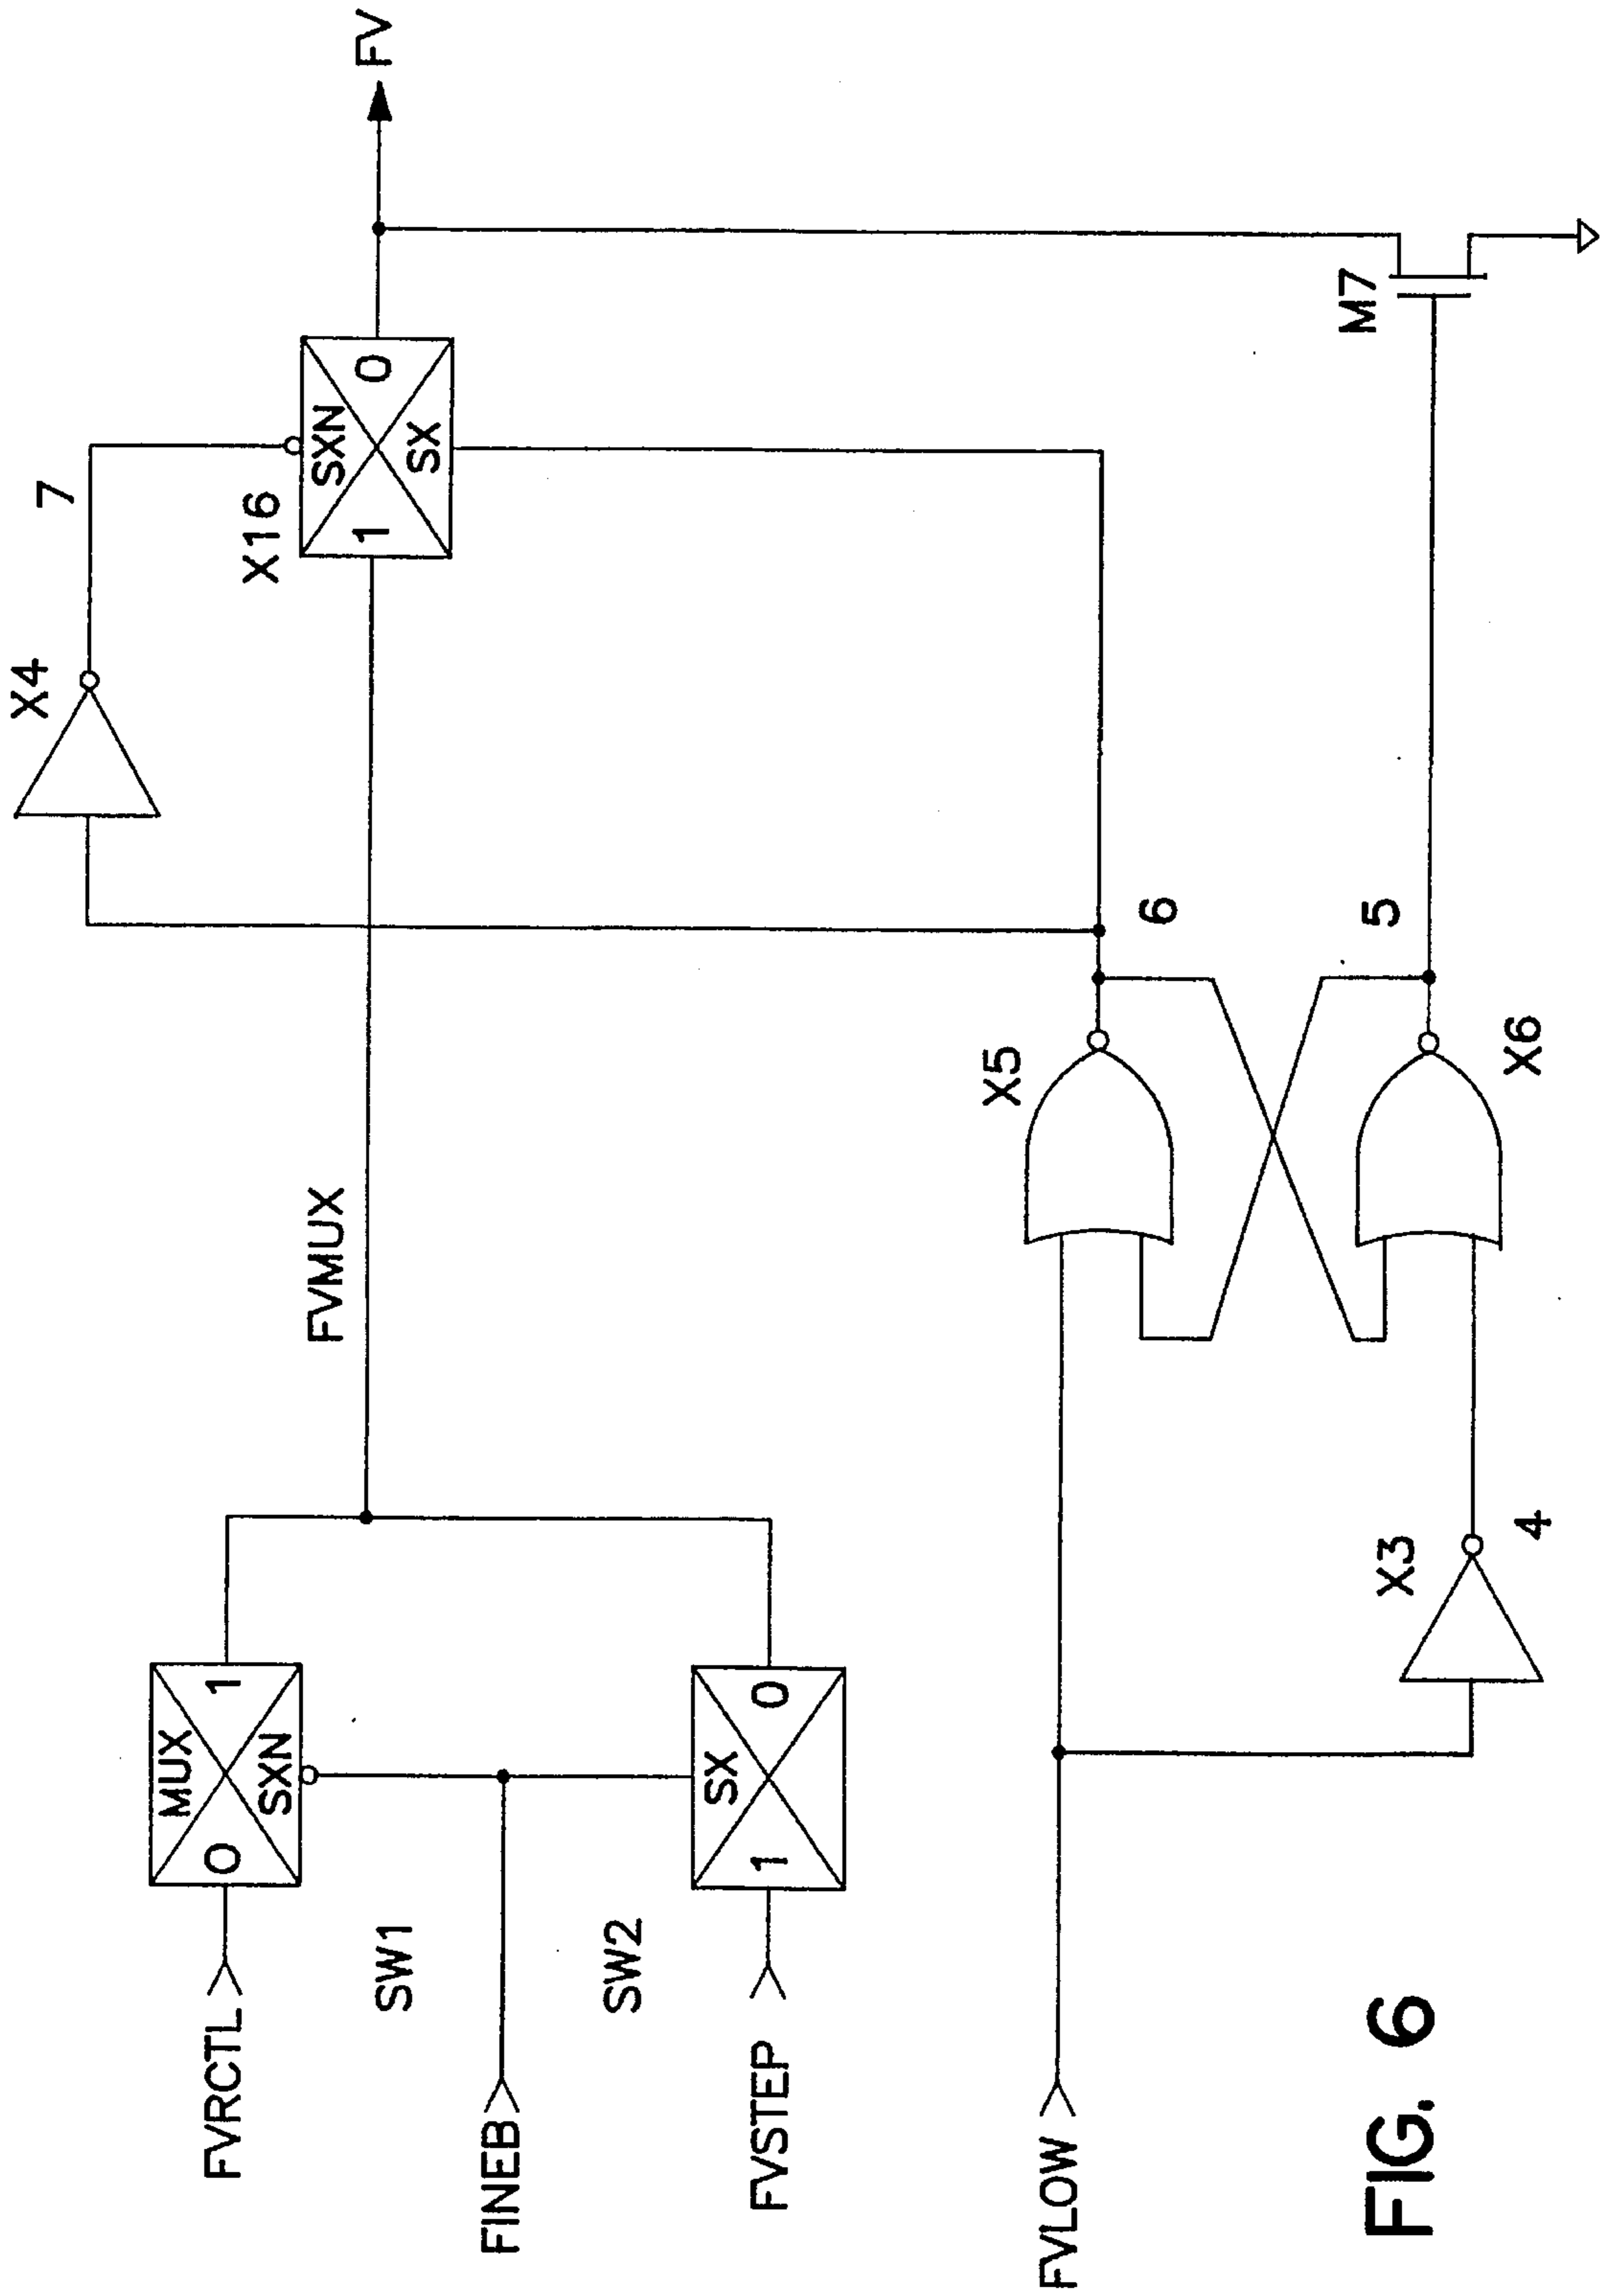 X4
7
X16
SXN
1
0
SX
FV
FVMUX
FVRCTL
MUX
0
1
SXN
SW1
FINEB
SW2
FVSTEP
SX
1
0
X5
6
5
X6
M7
FVLOW
X3
4
FIG. 6